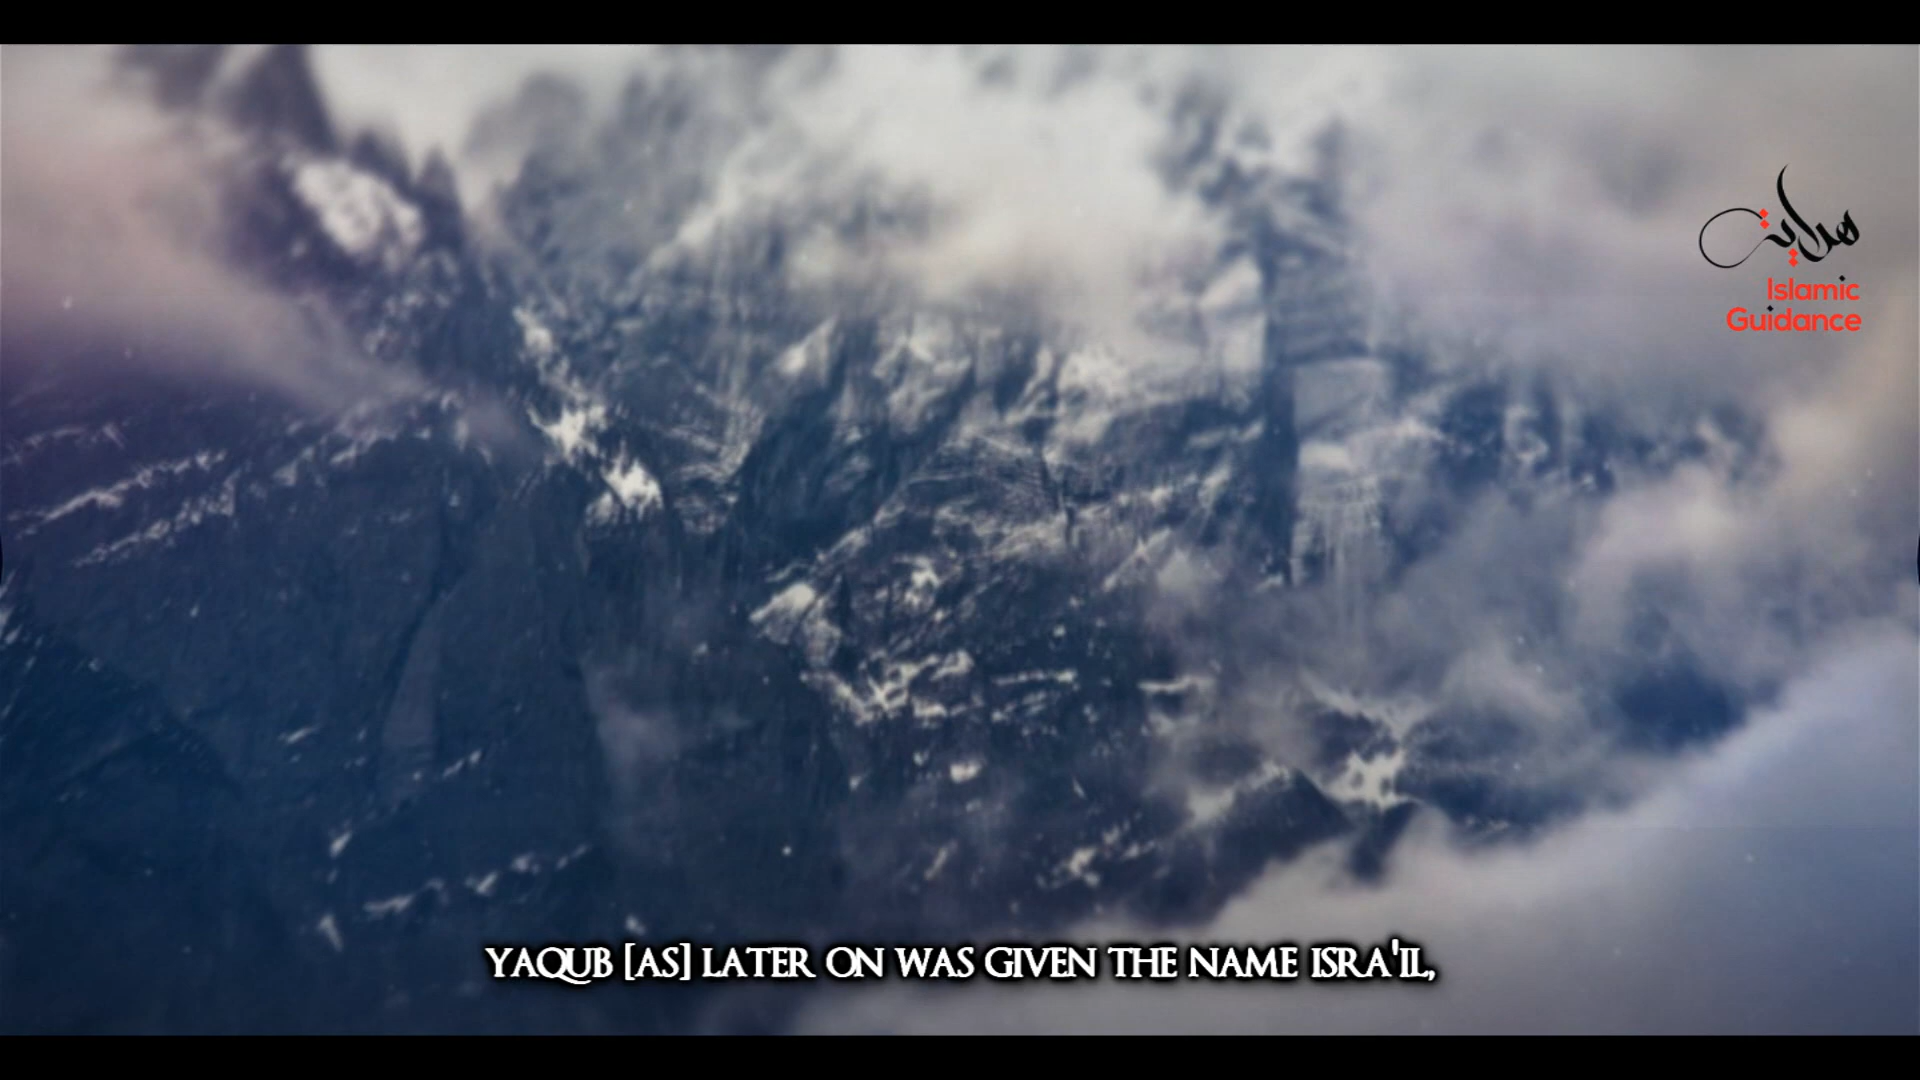 هداية
Islamic
Guidance
YAQUB [AS] LATER ON WAS GIVEN THE NAME ISRA'IL,